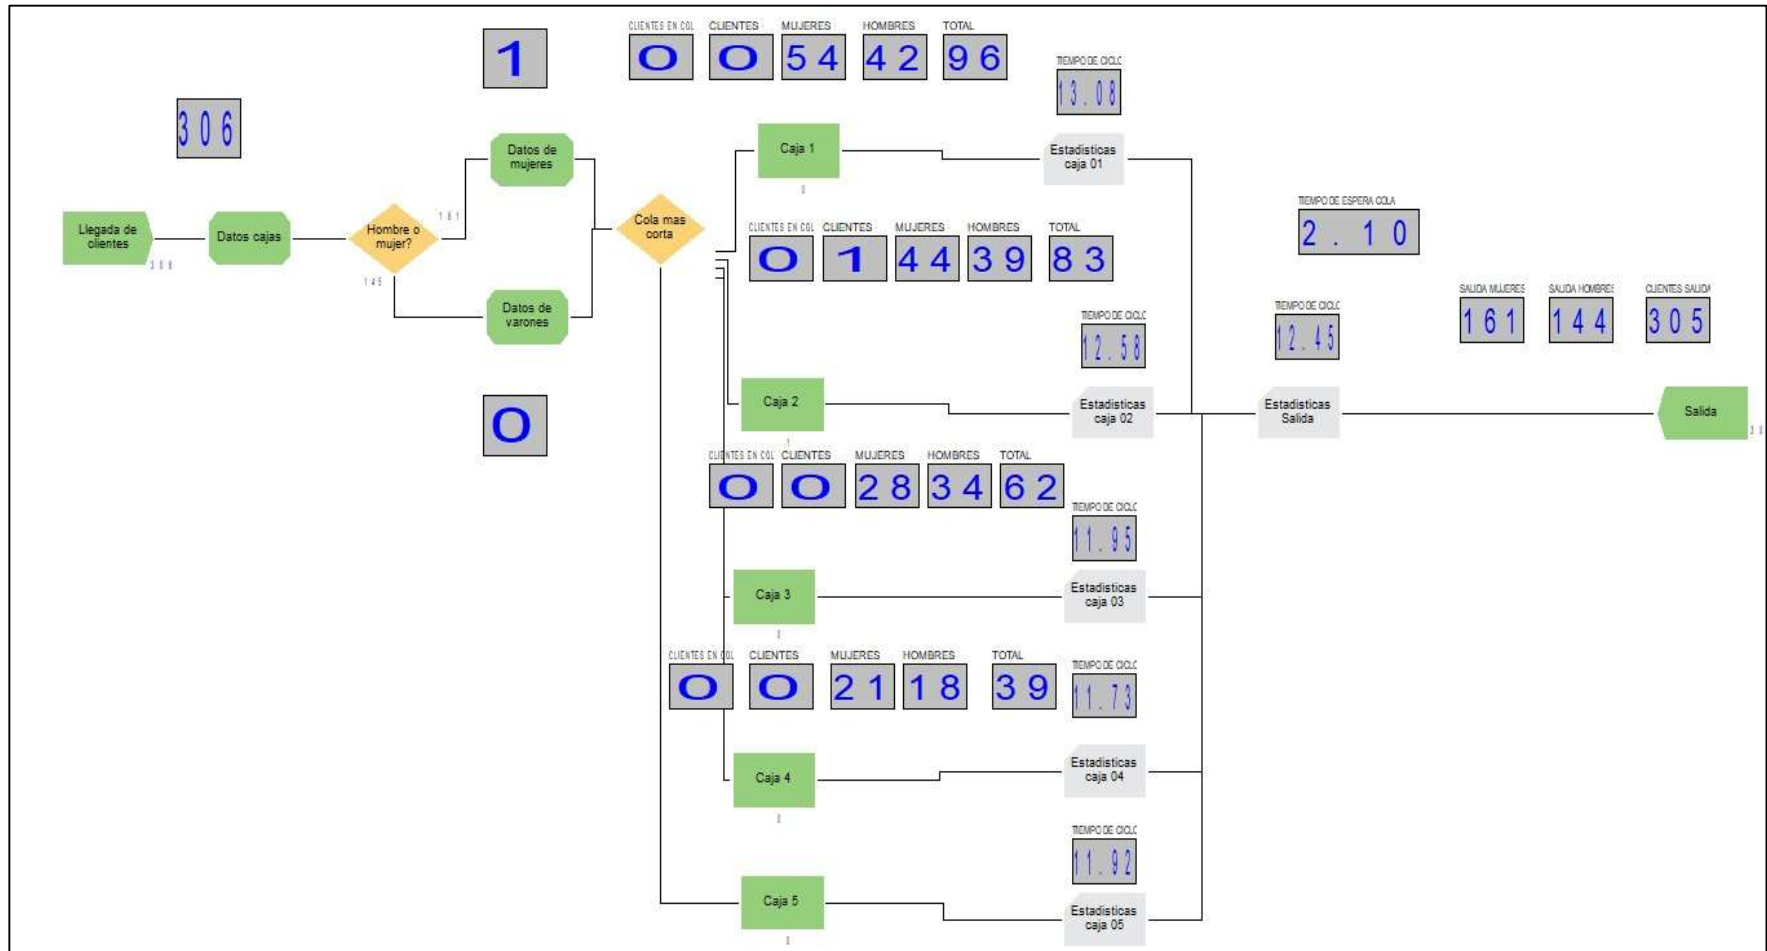 1
CLIENTES EN COL CLIENTES MUJERES HOMBRES TOTAL
0 0 54 42 96
TIEMPO DE CICLO
13.08
306
Datos de
mujeres
Caja 1
Estadisticas
caja 01
Llegada de
clientes
Datos cajas
Hombre o
mujer?
Cola mas
corta
CLIENTES EN COL CLIENTES MUJERES HOMBRES TOTAL
0 1 44 39 83
TIEMPO DE ESPERA COLA
2.10
Datos de
varones
TIEMPO DE CICLO
12.58
TIEMPO DE CICLO
12.45
SALIDA MUJERES SALIDA HOMBRES CLIENTES SALIDA
161 144 305
0
Caja 2
1
Estadisticas
caja 02
Estadisticas
Salida
Salida
CLIENTES EN COL CLIENTES MUJERES HOMBRES TOTAL
0 0 28 34 62
TIEMPO DE CICLO
11.95
Caja 3
Estadisticas
caja 03
CLIENTES EN COL CLIENTES MUJERES HOMBRES TOTAL
0 0 21 18 39
TIEMPO DE CICLO
11.73
Caja 4
Estadisticas
caja 04
TIEMPO DE CICLO
11.92
Caja 5
Estadisticas
caja 05